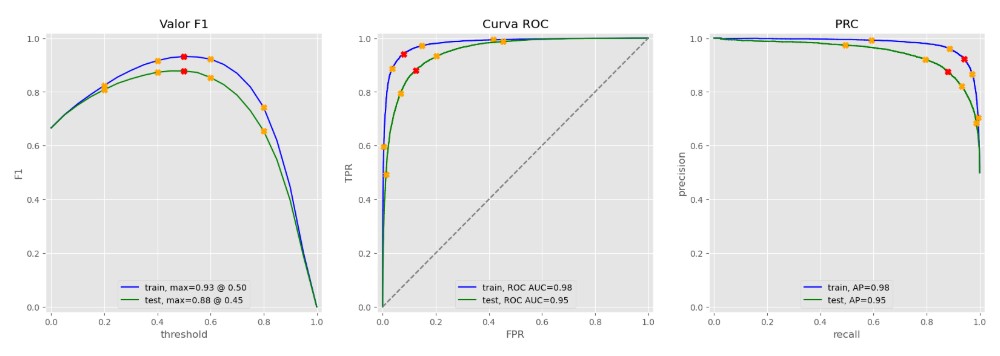 Valor F1
Curva ROC
PRC
1.0
0.8
0.6
0.4
0.2
0.0
F1
train, max=0.93 @ 0.50
test, max=0.88 @ 0.45
0.0 0.2 0.4 0.6 0.8 1.0
threshold
1.0
0.8
0.6
0.4
0.2
0.0
TPR
train, ROC AUC=0.98
test, ROC AUC=0.95
0.0 0.2 0.4 0.6 0.8 1.0
FPR
1.0
0.8
0.6
0.4
0.2
0.0
precision
train, AP=0.98
test, AP=0.95
0.0 0.2 0.4 0.6 0.8 1.0
recall